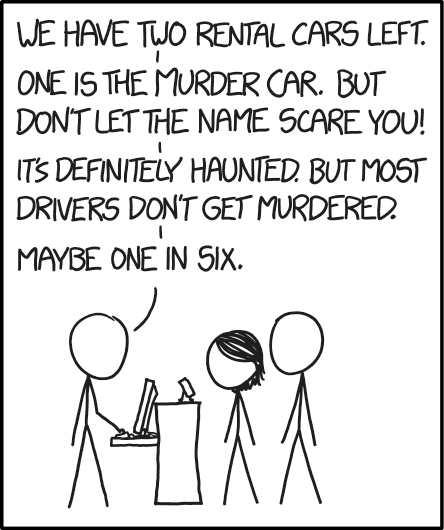 WE HAVE TWO RENTAL CARS LEFT.
ONE IS THE MURDER CAR. BUT
DON'T LET THE NAME SCARE YOU!
IT'S DEFINITELY HAUNTED. BUT MOST
DRIVERS DON'T GET MURDERED.
MAYBE ONE IN SIX.